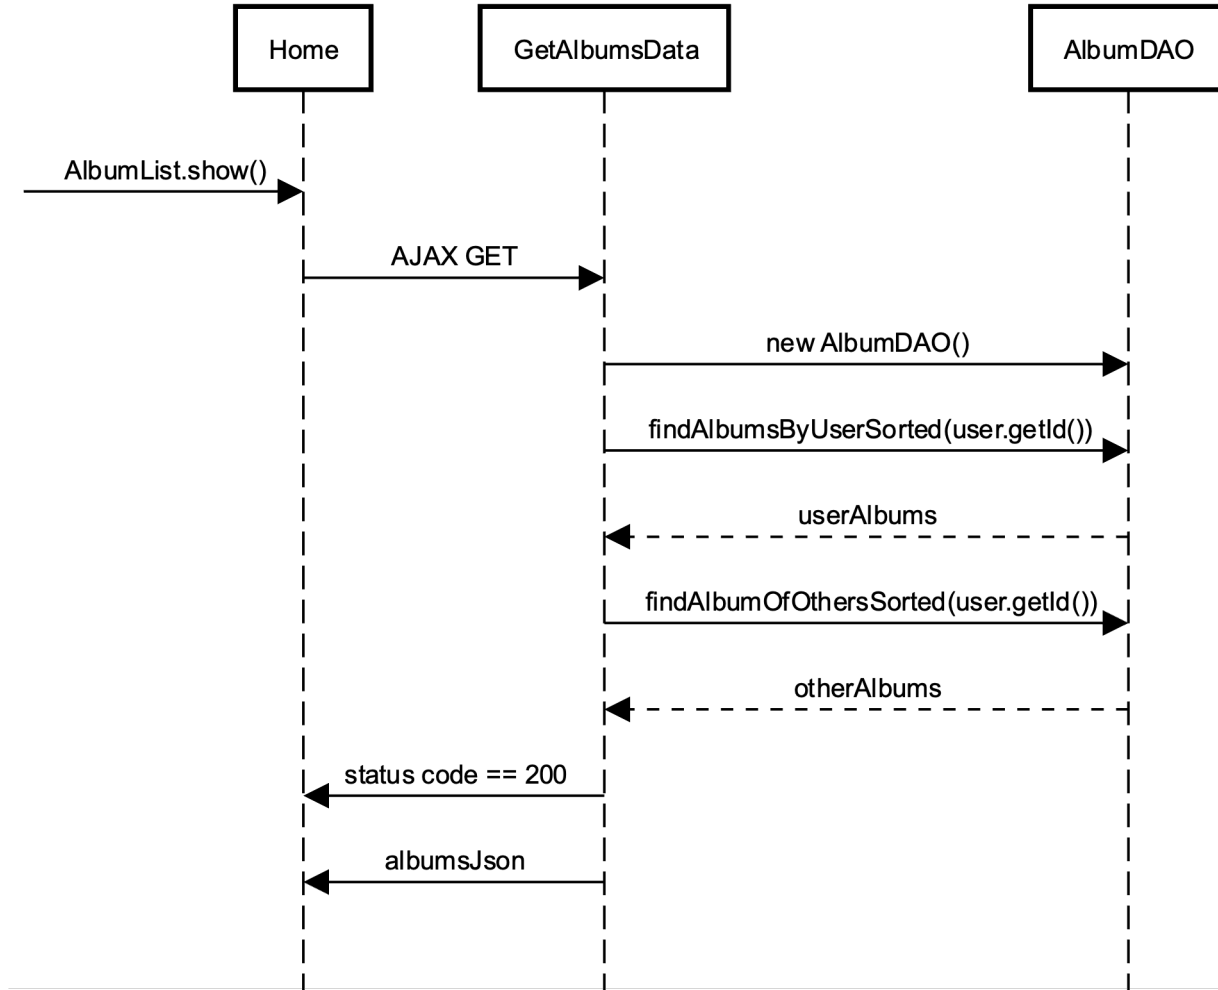 Home
GetAlbumsData
AlbumDAO
AlbumList.show()
AJAX GET
new AlbumDAO()
findAlbumsByUserSorted(user.getId())
userAlbums
findAlbumOfOthersSorted(user.getId())
otherAlbums
status code == 200
albumsJson